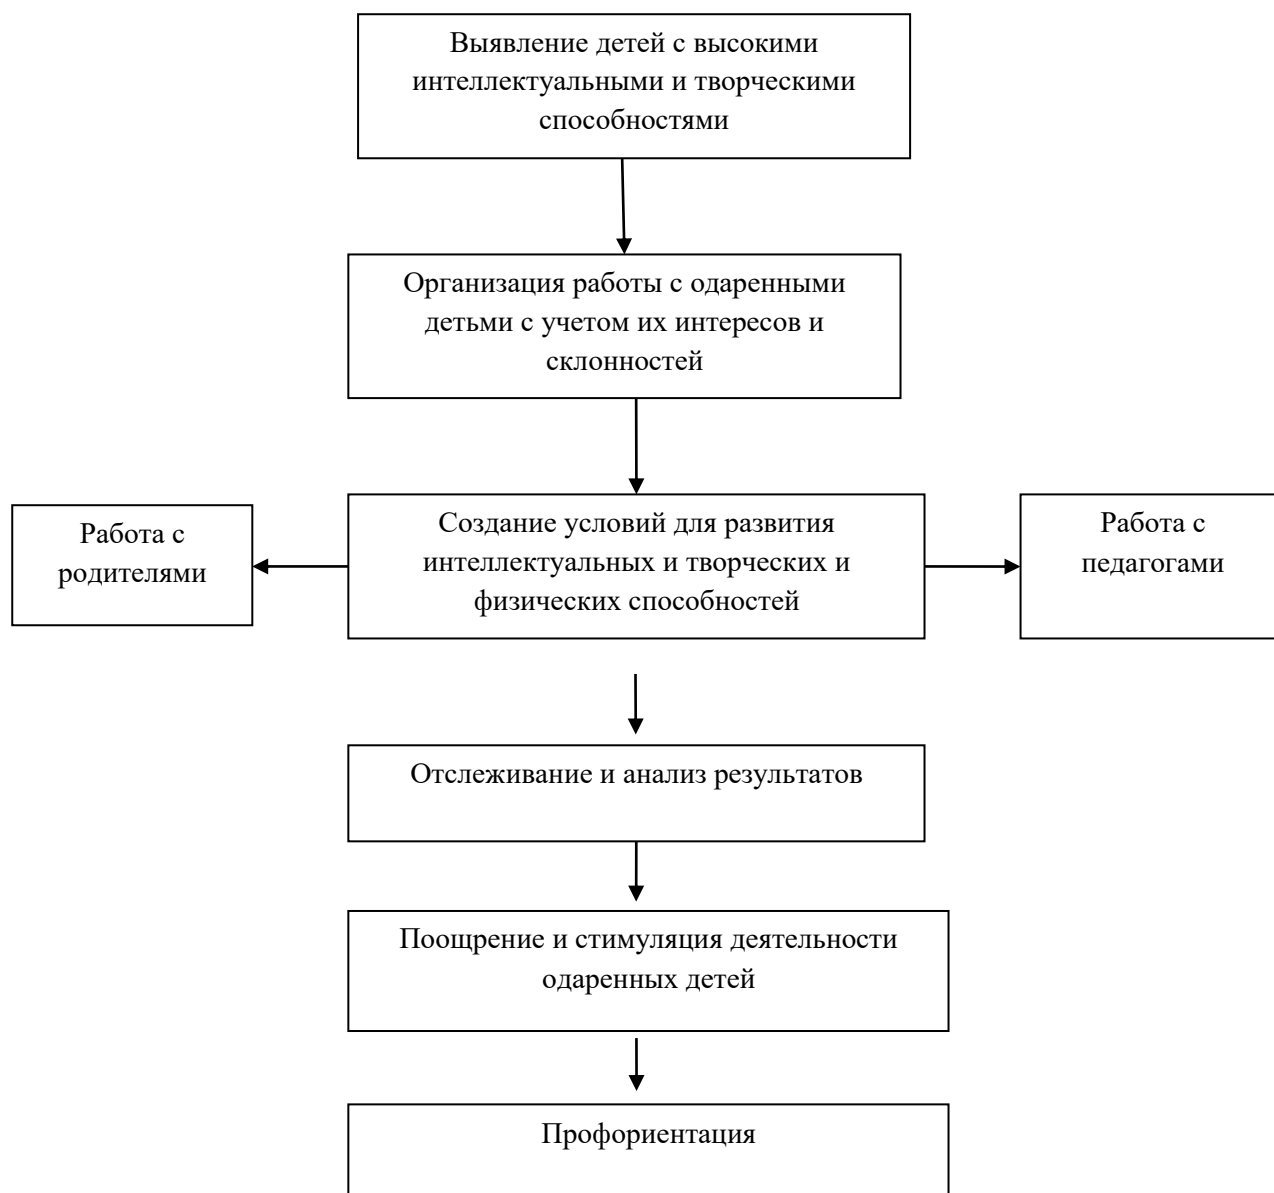 Выявление детей с высокими
интеллектуальными и творческими
способностями
Организация работы с одаренными
детьми с учетом их интересов и
склонностей
Работа с
родителями
Создание условий для развития
интеллектуальных и творческих и
физических способностей
Работа с
педагогами
Отслеживание и анализ результатов
Поощрение и стимуляция деятельности
одаренных детей
Профориентация